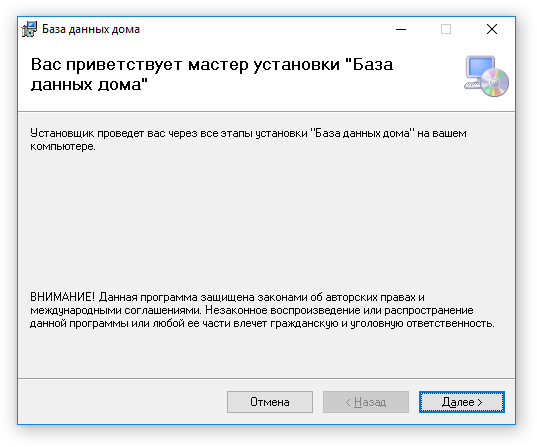 База данных дома
Вас приветствует мастер установки "База
данных дома"
Установщик проведет вас через все этапы установки "База данных дома" на вашем
компьютере.
ВНИМАНИЕ! Данная программа защищена законами об авторских правах и
международными соглашениями. Незаконное воспроизведение или распространение
данной программы или любой ее части влечет гражданскую и уголовную ответственность.
Отмена
< Назад
Далее >